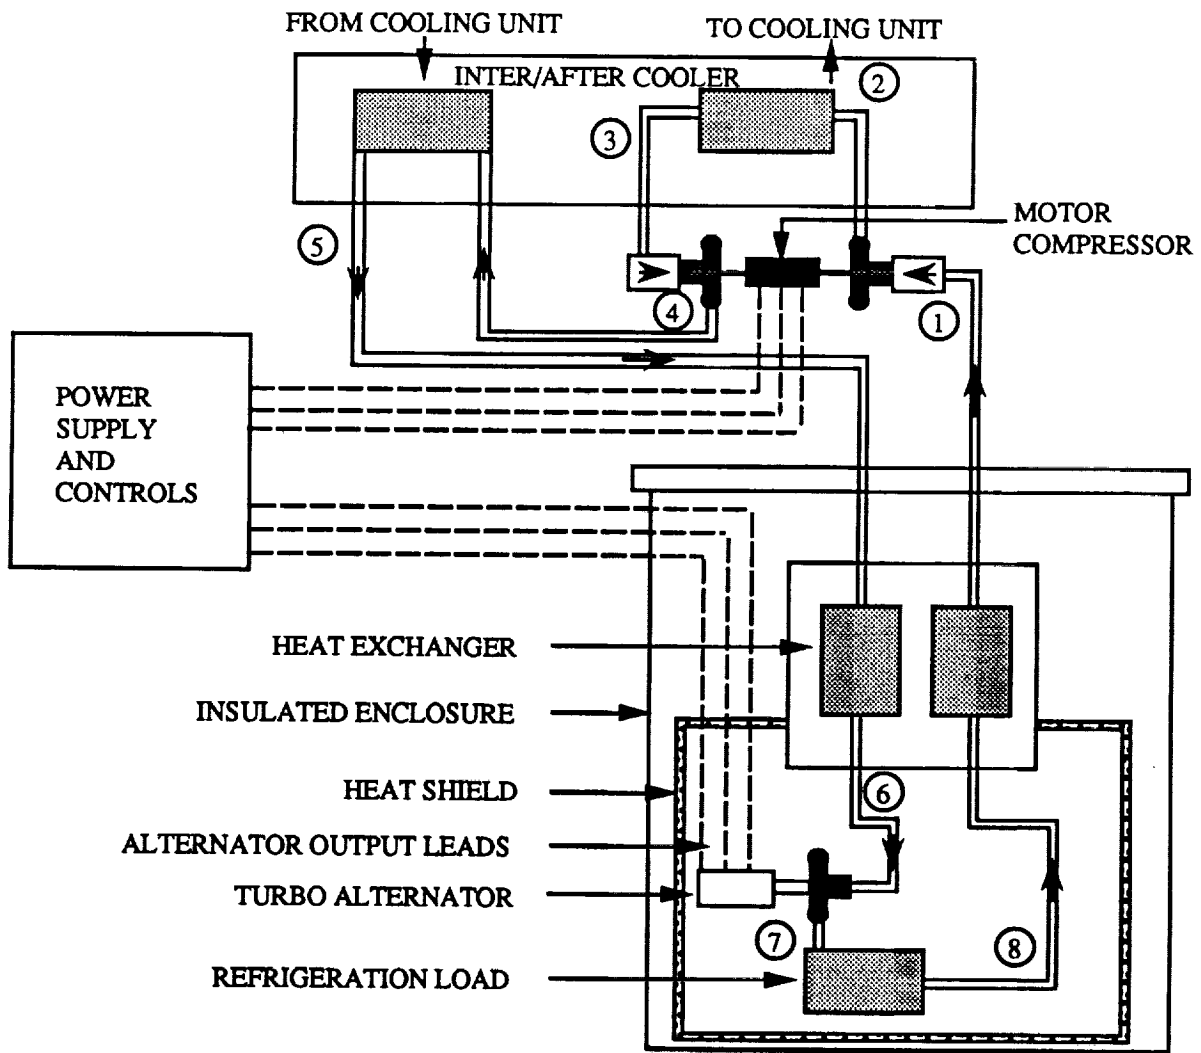 FROM COOLING UNIT
TO COOLING UNIT
INTER/AFTER COOLER
2
3
MOTOR
COMPRESSOR
5
4
1
POWER
SUPPLY
AND
CONTROLS
HEAT EXCHANGER
INSULATED ENCLOSURE
HEAT SHIELD
6
ALTERNATOR OUTPUT LEADS
TURBO ALTERNATOR
7
8
REFRIGERATION LOAD